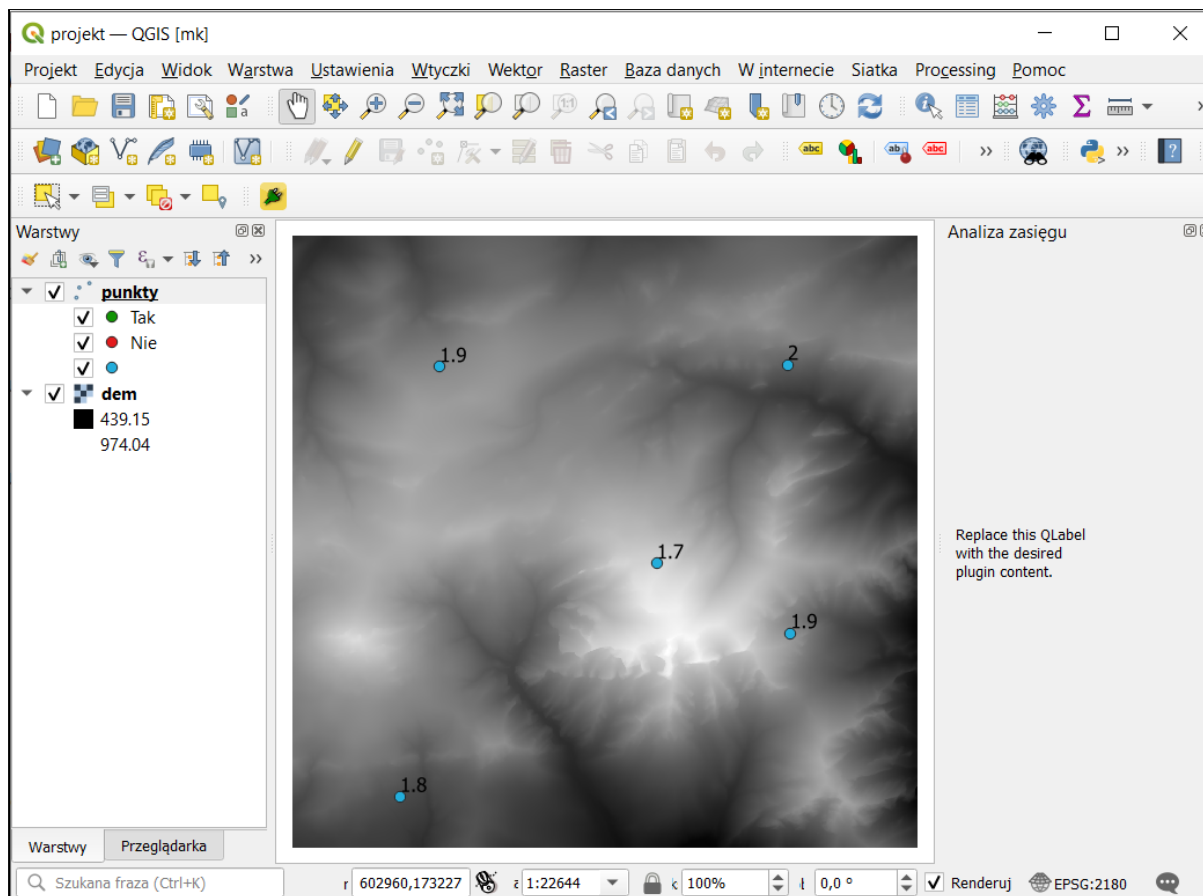 projekt — QGIS [mk]
Projekt Edycja Widok Warstwa Ustawienia Wtyczki Wektor Raster Baza danych W internecie Siatka Processing Pomoc
Warstwy
Analiza zasięgu
punkty
Tak
Nie
dem
439.15
974.04
1.9
2
1.7
1.9
1.8
Replace this QLabel
with the desired
plugin content.
Warstwy Przeglądarka
Szukana fraza (Ctrl+K) 602960,173227 1:22644 100% 0,0 ° Renderuj EPSG:2180